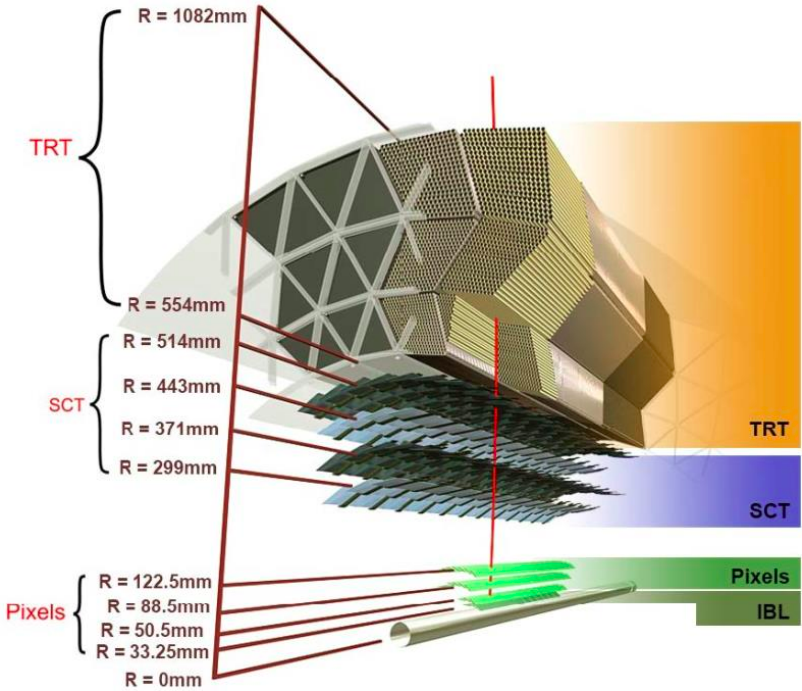 R = 1082mm
TRT
R = 554mm
R = 514mm
R = 443mm
SCT
R = 371mm
R = 299mm
R = 122.5mm
R = 88.5mm
Pixels
R = 50.5mm
R = 33.25mm
R = 0mm
TRT
SCT
Pixels
IBL